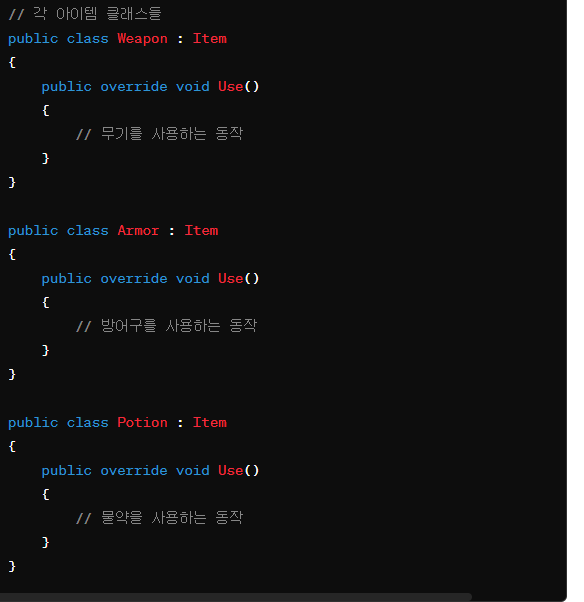 // 각 아이템 클래스들
public class Weapon : Item
{
    public override void Use()
    {
        // 무기를 사용하는 동작
    }
}

public class Armor : Item
{
    public override void Use()
    {
        // 방어구를 사용하는 동작
    }
}

public class Potion : Item
{
    public override void Use()
    {
        // 물약을 사용하는 동작
    }
}